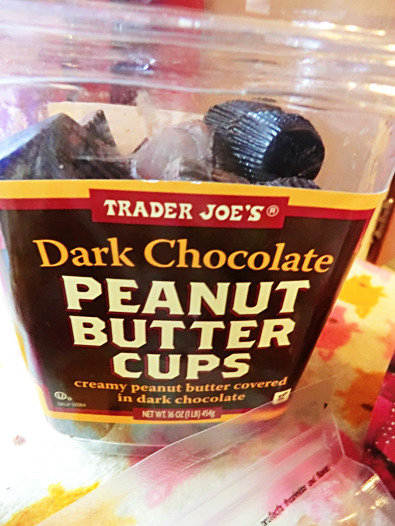 TRADER JOE'S®
Dark Chocolate
PEANUT
BUTTER
CUPS
creamy peanut butter covered
in dark chocolate
NET WT. 16 OZ (1 LB) 454g